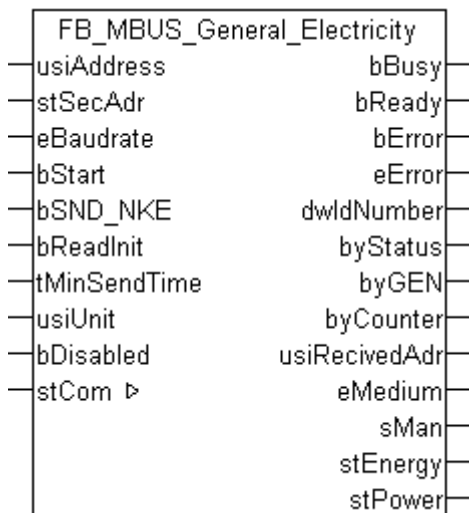 FB_MBUS_General_Electricity
usiAddress bBusy
stSecAdr bReady
eBaudrate bError
bStart eError
bSND_NKE dwIdNumber
bReadInit byStatus
tMinSendTime byGEN
usiUnit byCounter
bDisabled usiRecivedAdr
stCom ▷ eMedium
sMan
stEnergy
stPower